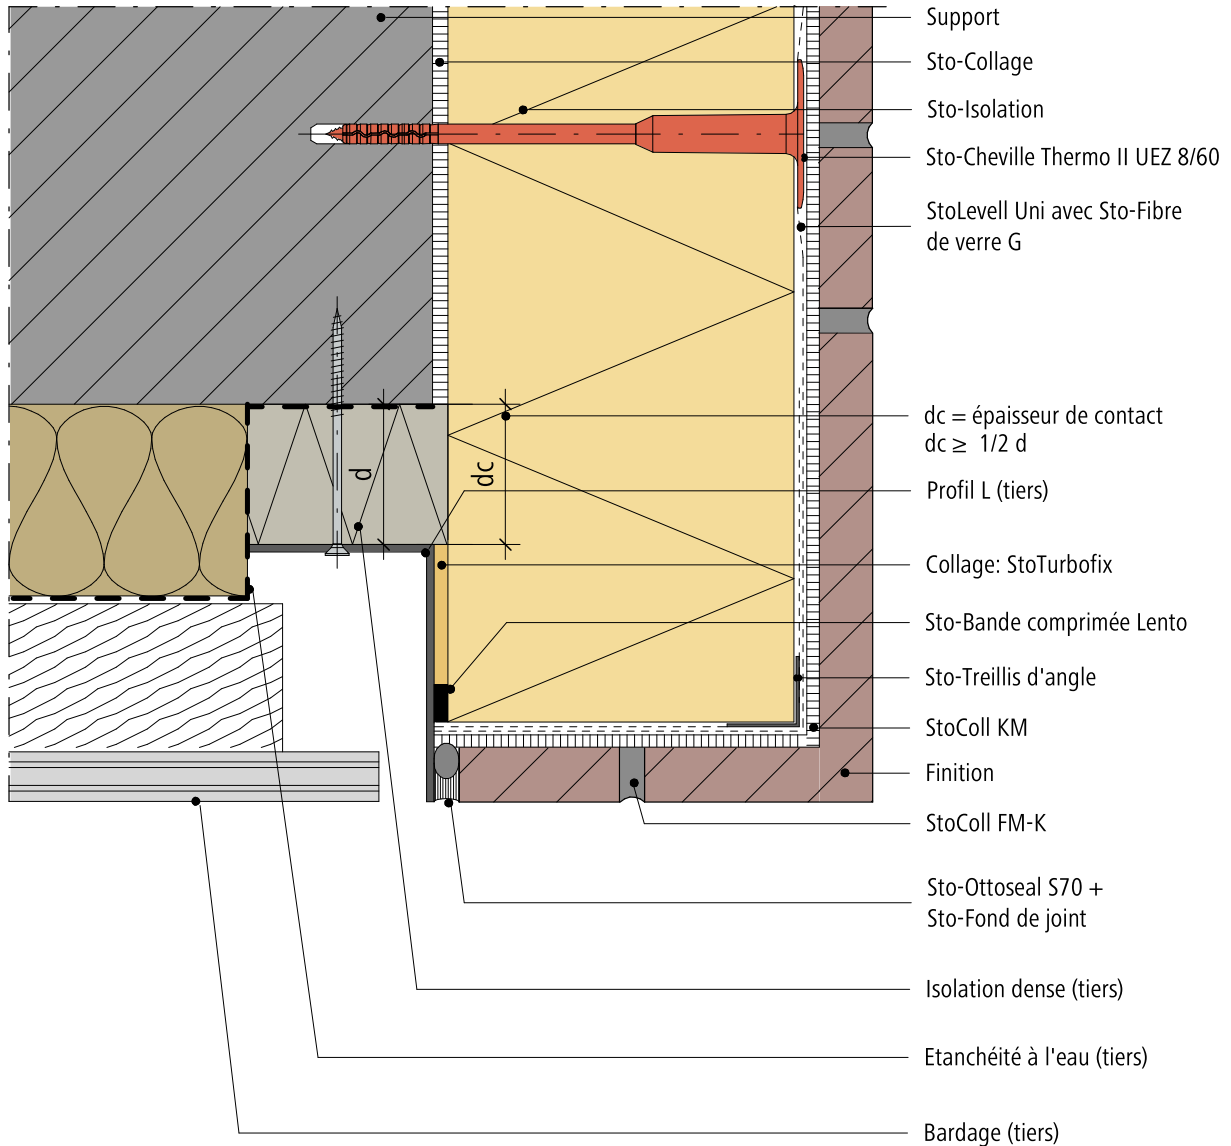 Support
Sto-Collage
Sto-Isolation
Sto-Cheville Thermo II UEZ 8/60
StoLevell Uni avec Sto-Fibre
de verre G
dc = épaisseur de contact
dc ≥ 1/2 d
d
dc
Profil L (tiers)
Collage: StoTurbofix
Sto-Bande comprimée Lento
Sto-Treillis d'angle
StoColl KM
Finition
StoColl FM-K
Sto-Ottoseal S70 +
Sto-Fond de joint
Isolation dense (tiers)
Etanchéité à l'eau (tiers)
Bardage (tiers)